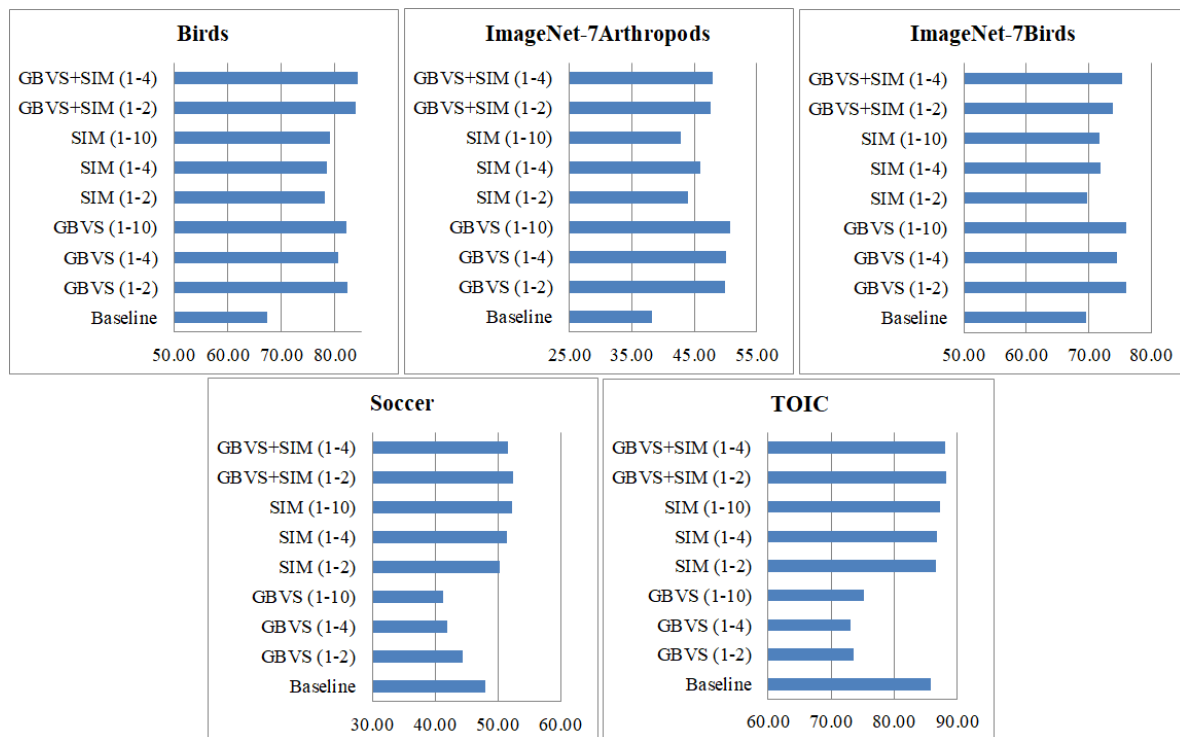 Birds
GBVS+SIM (1-4)
GBVS+SIM (1-2)
SIM (1-10)
SIM (1-4)
SIM (1-2)
GBVS (1-10)
GBVS (1-4)
GBVS (1-2)
Baseline
50.00 60.00 70.00 80.00
ImageNet-7Arthropods
GBVS+SIM (1-4)
GBVS+SIM (1-2)
SIM (1-10)
SIM (1-4)
SIM (1-2)
GBVS (1-10)
GBVS (1-4)
GBVS (1-2)
Baseline
25.00 35.00 45.00 55.00
ImageNet-7Birds
GBVS+SIM (1-4)
GBVS+SIM (1-2)
SIM (1-10)
SIM (1-4)
SIM (1-2)
GBVS (1-10)
GBVS (1-4)
GBVS (1-2)
Baseline
50.00 60.00 70.00 80.00
Soccer
GBVS+SIM (1-4)
GBVS+SIM (1-2)
SIM (1-10)
SIM (1-4)
SIM (1-2)
GBVS (1-10)
GBVS (1-4)
GBVS (1-2)
Baseline
30.00 40.00 50.00 60.00
TOIC
GBVS+SIM (1-4)
GBVS+SIM (1-2)
SIM (1-10)
SIM (1-4)
SIM (1-2)
GBVS (1-10)
GBVS (1-4)
GBVS (1-2)
Baseline
60.00 70.00 80.00 90.00